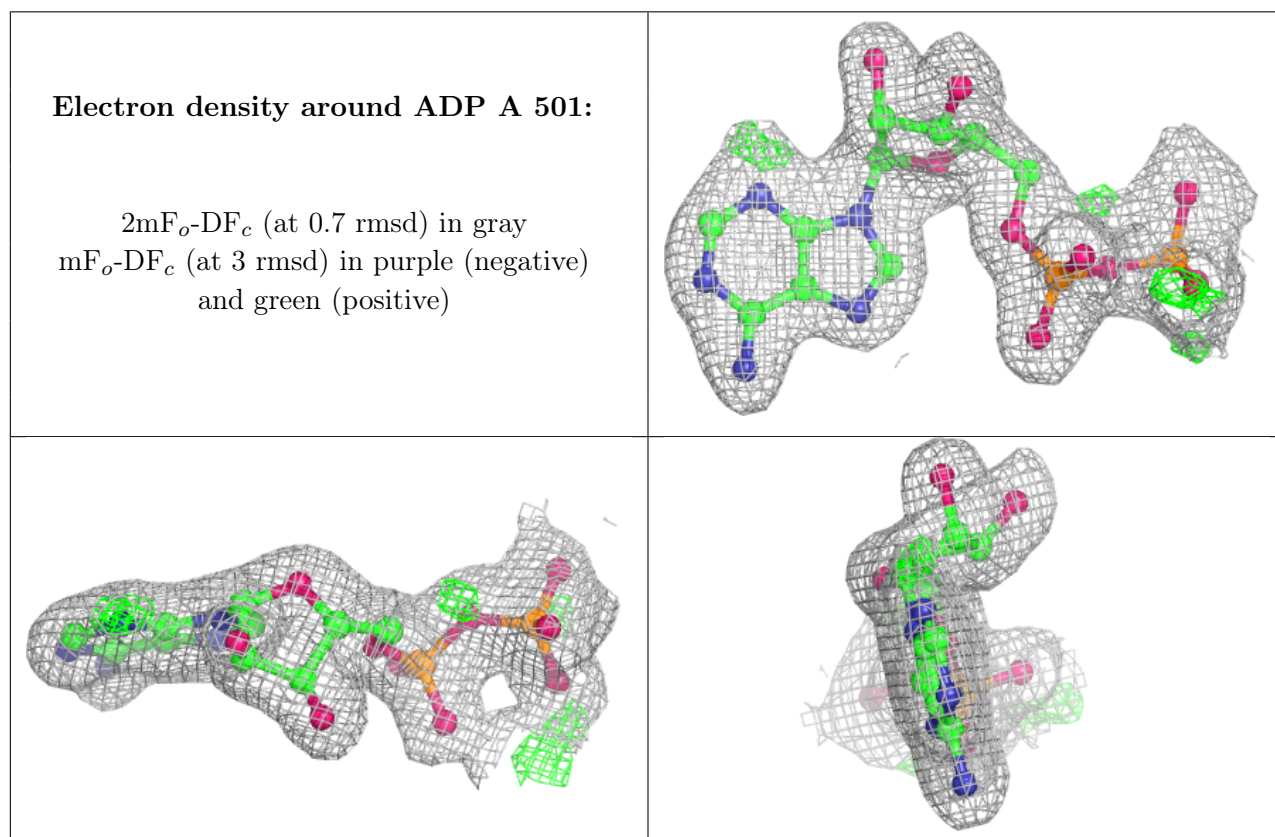 Electron density around ADP A 501:
2mFo-DFc (at 0.7 rmsd) in gray
mFo-DFc (at 3 rmsd) in purple (negative)
and green (positive)